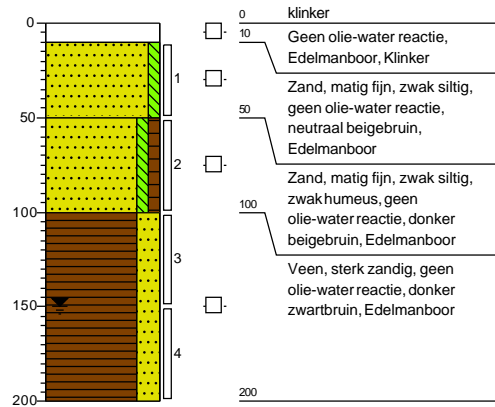 0
50
100
150
200
1
2
3
4
0
klinker
10
Geen olie-water reactie,
Edelmanboor, Klinker
Zand, matig fijn, zwak siltig,
geen olie-water reactie,
neutraal beigebruin,
Edelmanboor
50
Zand, matig fijn, zwak siltig,
zwak humeus, geen
olie-water reactie, donker
beigebruin, Edelmanboor
100
Veen, sterk zandig, geen
olie-water reactie, donker
zwartbruin, Edelmanboor
200